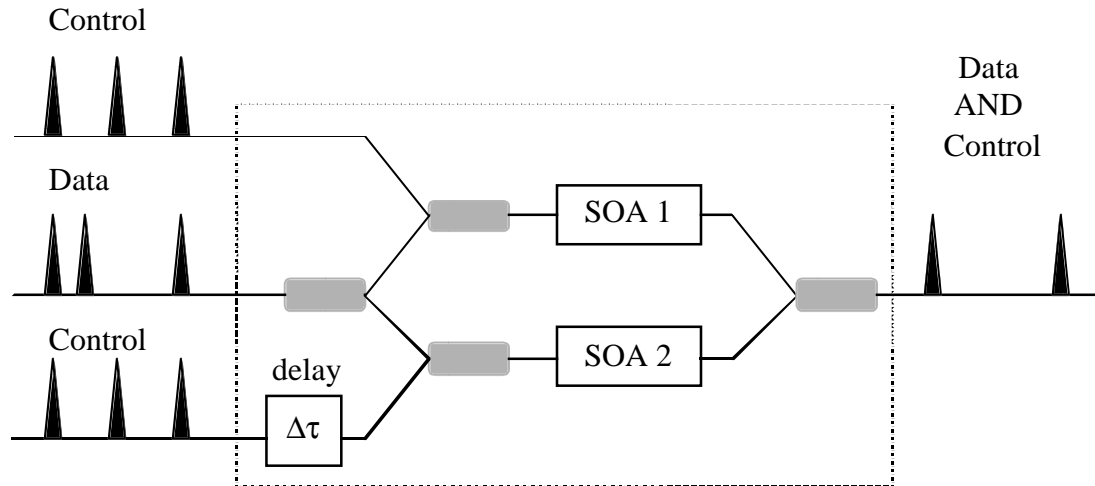 Control
Data
AND
Control
Data
SOA 1
Control
delay
SOA 2
Δτ